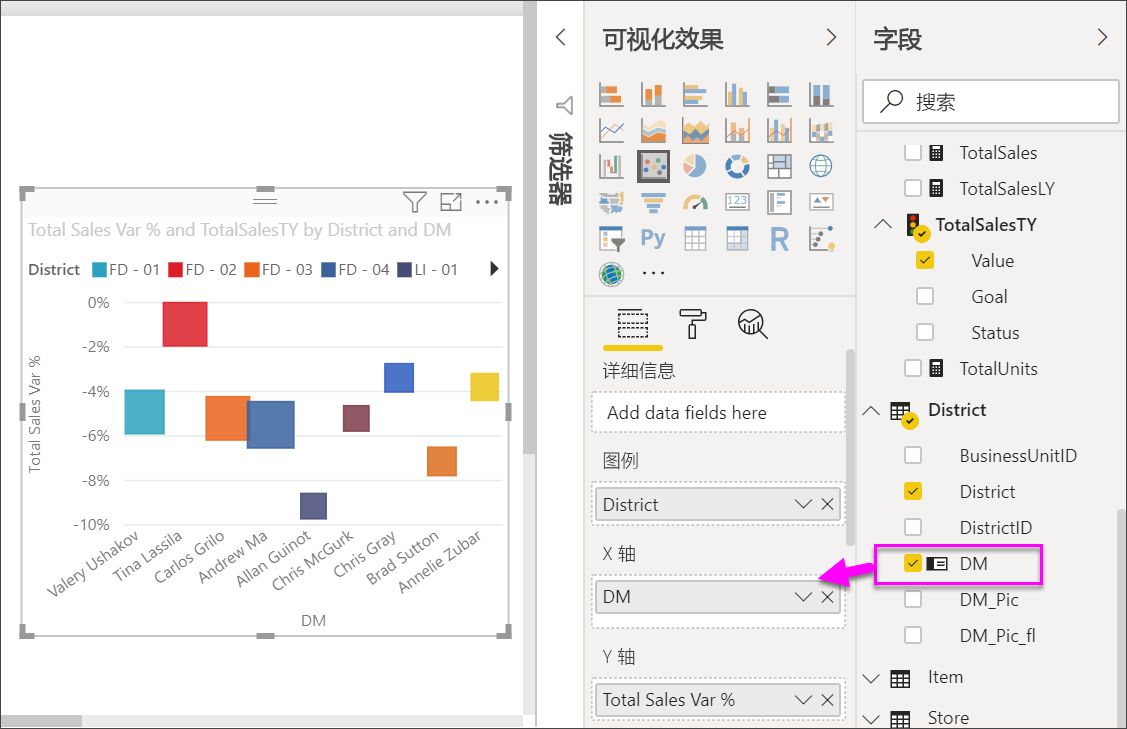 Total Sales Var % and TotalSalesTY by District and DM
District FD - 01 FD - 02 FD - 03 FD - 04 LI - 01
0%
-2%
-4%
-6%
-8%
-10%
Total Sales Var %
Valery Ushakov
Tina Lassila
Carlos Grilo
Andrew Ma
Allan Guinot
Chris McGurk
Chris Gray
Brad Sutton
Annelie Zubar
DM
筛选器
可视化效果
123
Py
R
详细信息
Add data fields here
图例
District
X 轴
DM
Y 轴
Total Sales Var %
字段
搜索
TotalSales
TotalSalesLY
TotalSalesTY
Value
Goal
Status
TotalUnits
District
BusinessUnitID
District
DistrictID
DM
DM_Pic
DM_Pic_fl
Item
Store